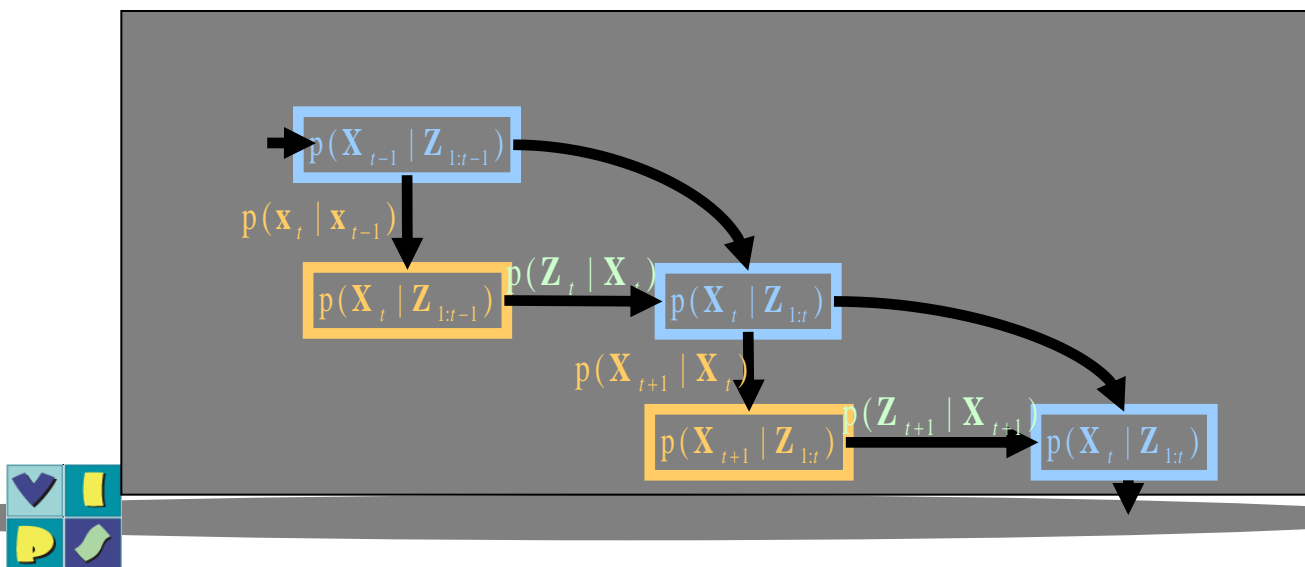 p(X_{t−1} | Z_{1:t−1})
p(x_t | x_{t−1})
p(Z_t | X_t)
p(X_t | Z_{1:t−1})
p(X_t | Z_{1:t})
p(X_{t+1} | X_t)
p(Z_{t+1} | X_{t+1})
p(X_{t+1} | Z_{1:t})
p(X_t | Z_{1:t})
V I
P S